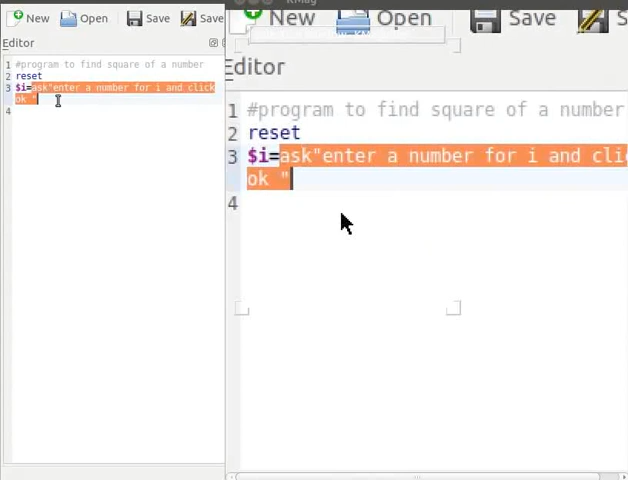 New Open Save Save
Editor
1 #program to find square of a number
2 reset
3 $i=ask"enter a number for i and click
ok "
4
KMag
New Open Save S
Editor
1 #program to find square of a number
2 reset
3 $i=ask"enter a number for i and clic
ok "
4